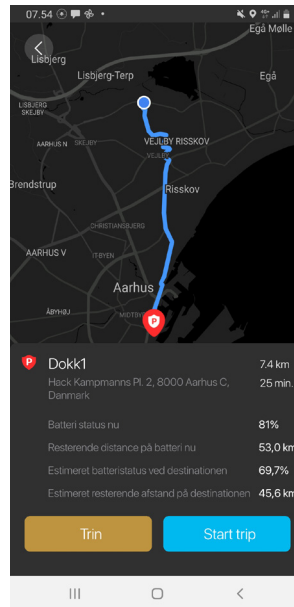 07.54
Egå Mølle
Lisbjerg
Lisbjerg-Terp
Egå
LISBJERG
SKEJBY
AARHUS N
SKEJBY
VEJLBY RISSKOV
VEJLBY
Brendstrup
Risskov
CHRISTIANSBJERG
AARHUS V
ITBYEN
Aarhus
ÅBYHØJ
MIDTBY
P
P
Dokk1
7.4 km
Hack Kampmanns Pl. 2, 8000 Aarhus C,
25 min.
Danmark
Batteri status nu
81%
Resterende distance på batteri nu
53,0 km
Estimeret batteristatus ved destinationen
69,7%
Estimeret resterende afstand på destinationen
45,6 km
Trin
Start trip